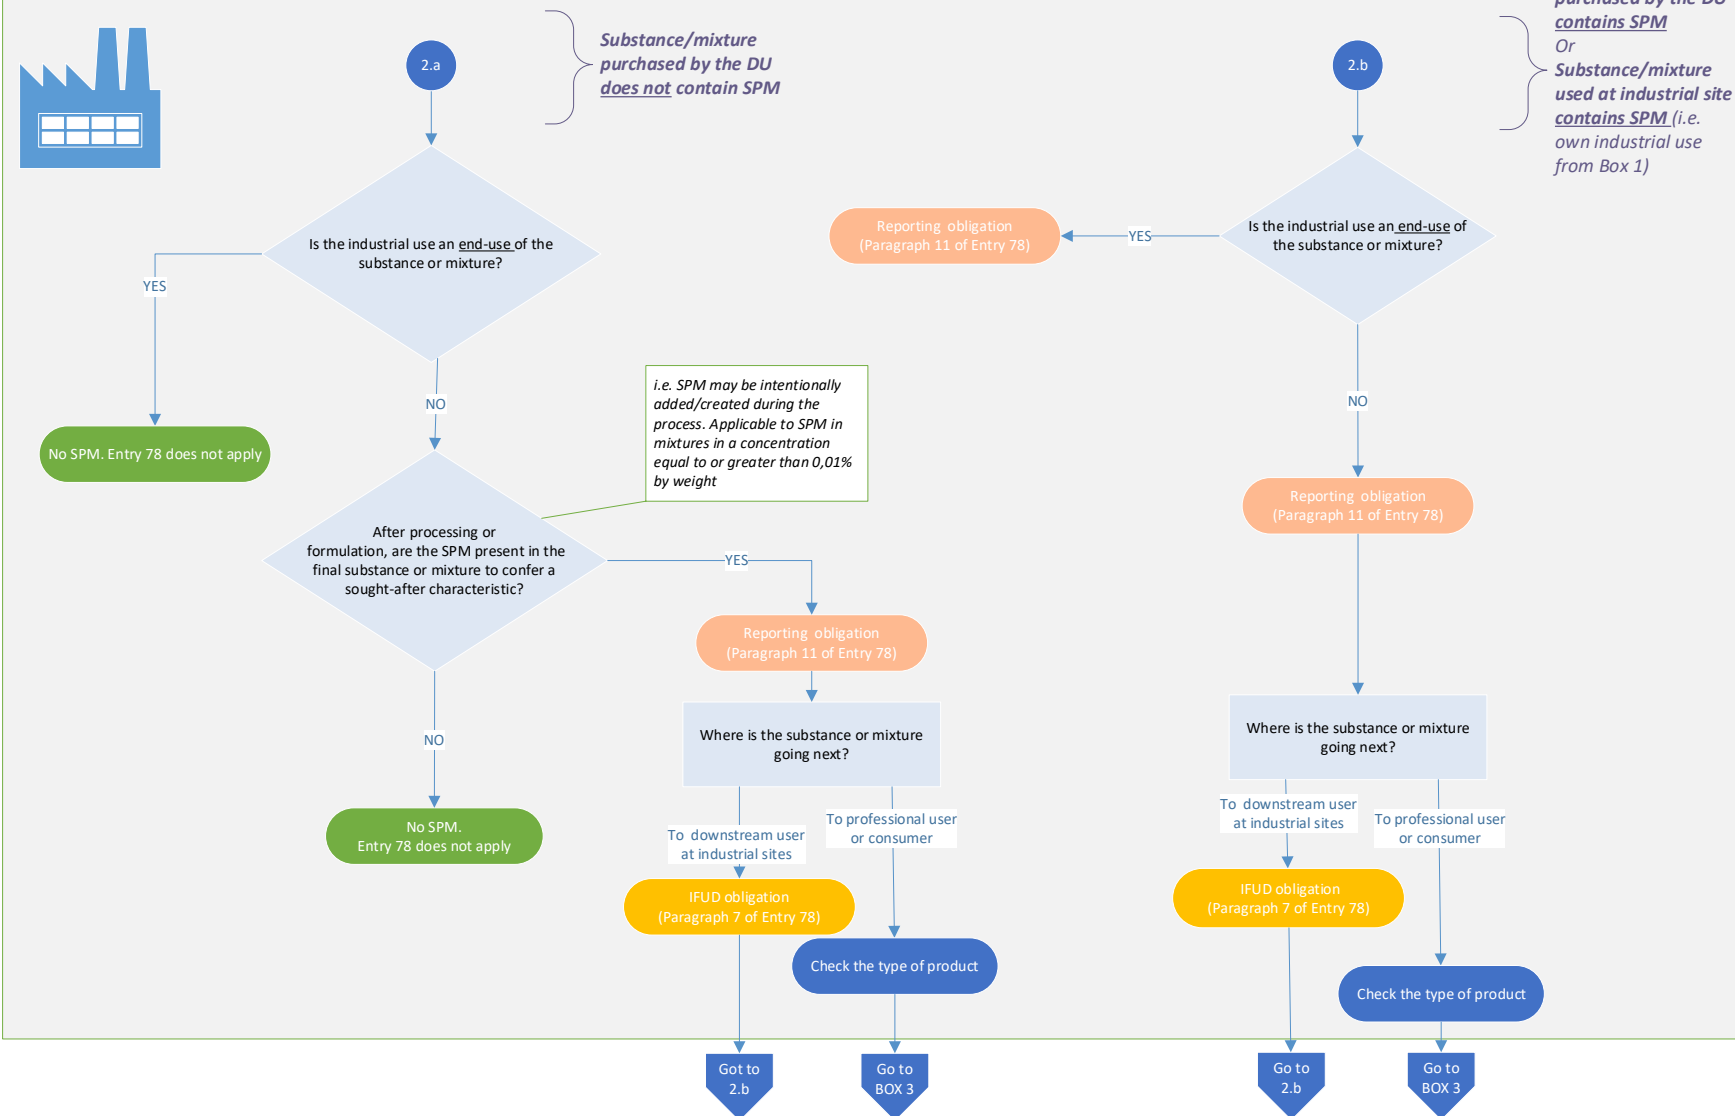 2.a
Substance/mixture
purchased by the DU
does not contain SPM
Is the industrial use an end-use of the
substance or mixture?
YES
No SPM. Entry 78 does not apply
NO
i.e. SPM may be intentionally
added/created during the
process. Applicable to SPM in
mixtures in a concentration
equal to or greater than 0,01%
by weight
After processing or
formulation, are the SPM present in the
final substance or mixture to confer a
sought-after characteristic?
YES
NO
No SPM.
Entry 78 does not apply
Reporting obligation
(Paragraph 11 of Entry 78)
Where is the substance or mixture
going next?
To downstream user
at industrial sites
To professional user
or consumer
IFUD obligation
(Paragraph 7 of Entry 78)
Check the type of product
Got to
2.b
Go to
BOX 3
2.b
purchased by the DU
contains SPM
Or
Substance/mixture
used at industrial site
contains SPM (i.e.
own industrial use
from Box 1)
Is the industrial use an end-use of
the substance or mixture?
YES
Reporting obligation
(Paragraph 11 of Entry 78)
NO
Reporting obligation
(Paragraph 11 of Entry 78)
Where is the substance or mixture
going next?
To downstream user
at industrial sites
To professional user
or consumer
IFUD obligation
(Paragraph 7 of Entry 78)
Check the type of product
Go to
2.b
Go to
BOX 3